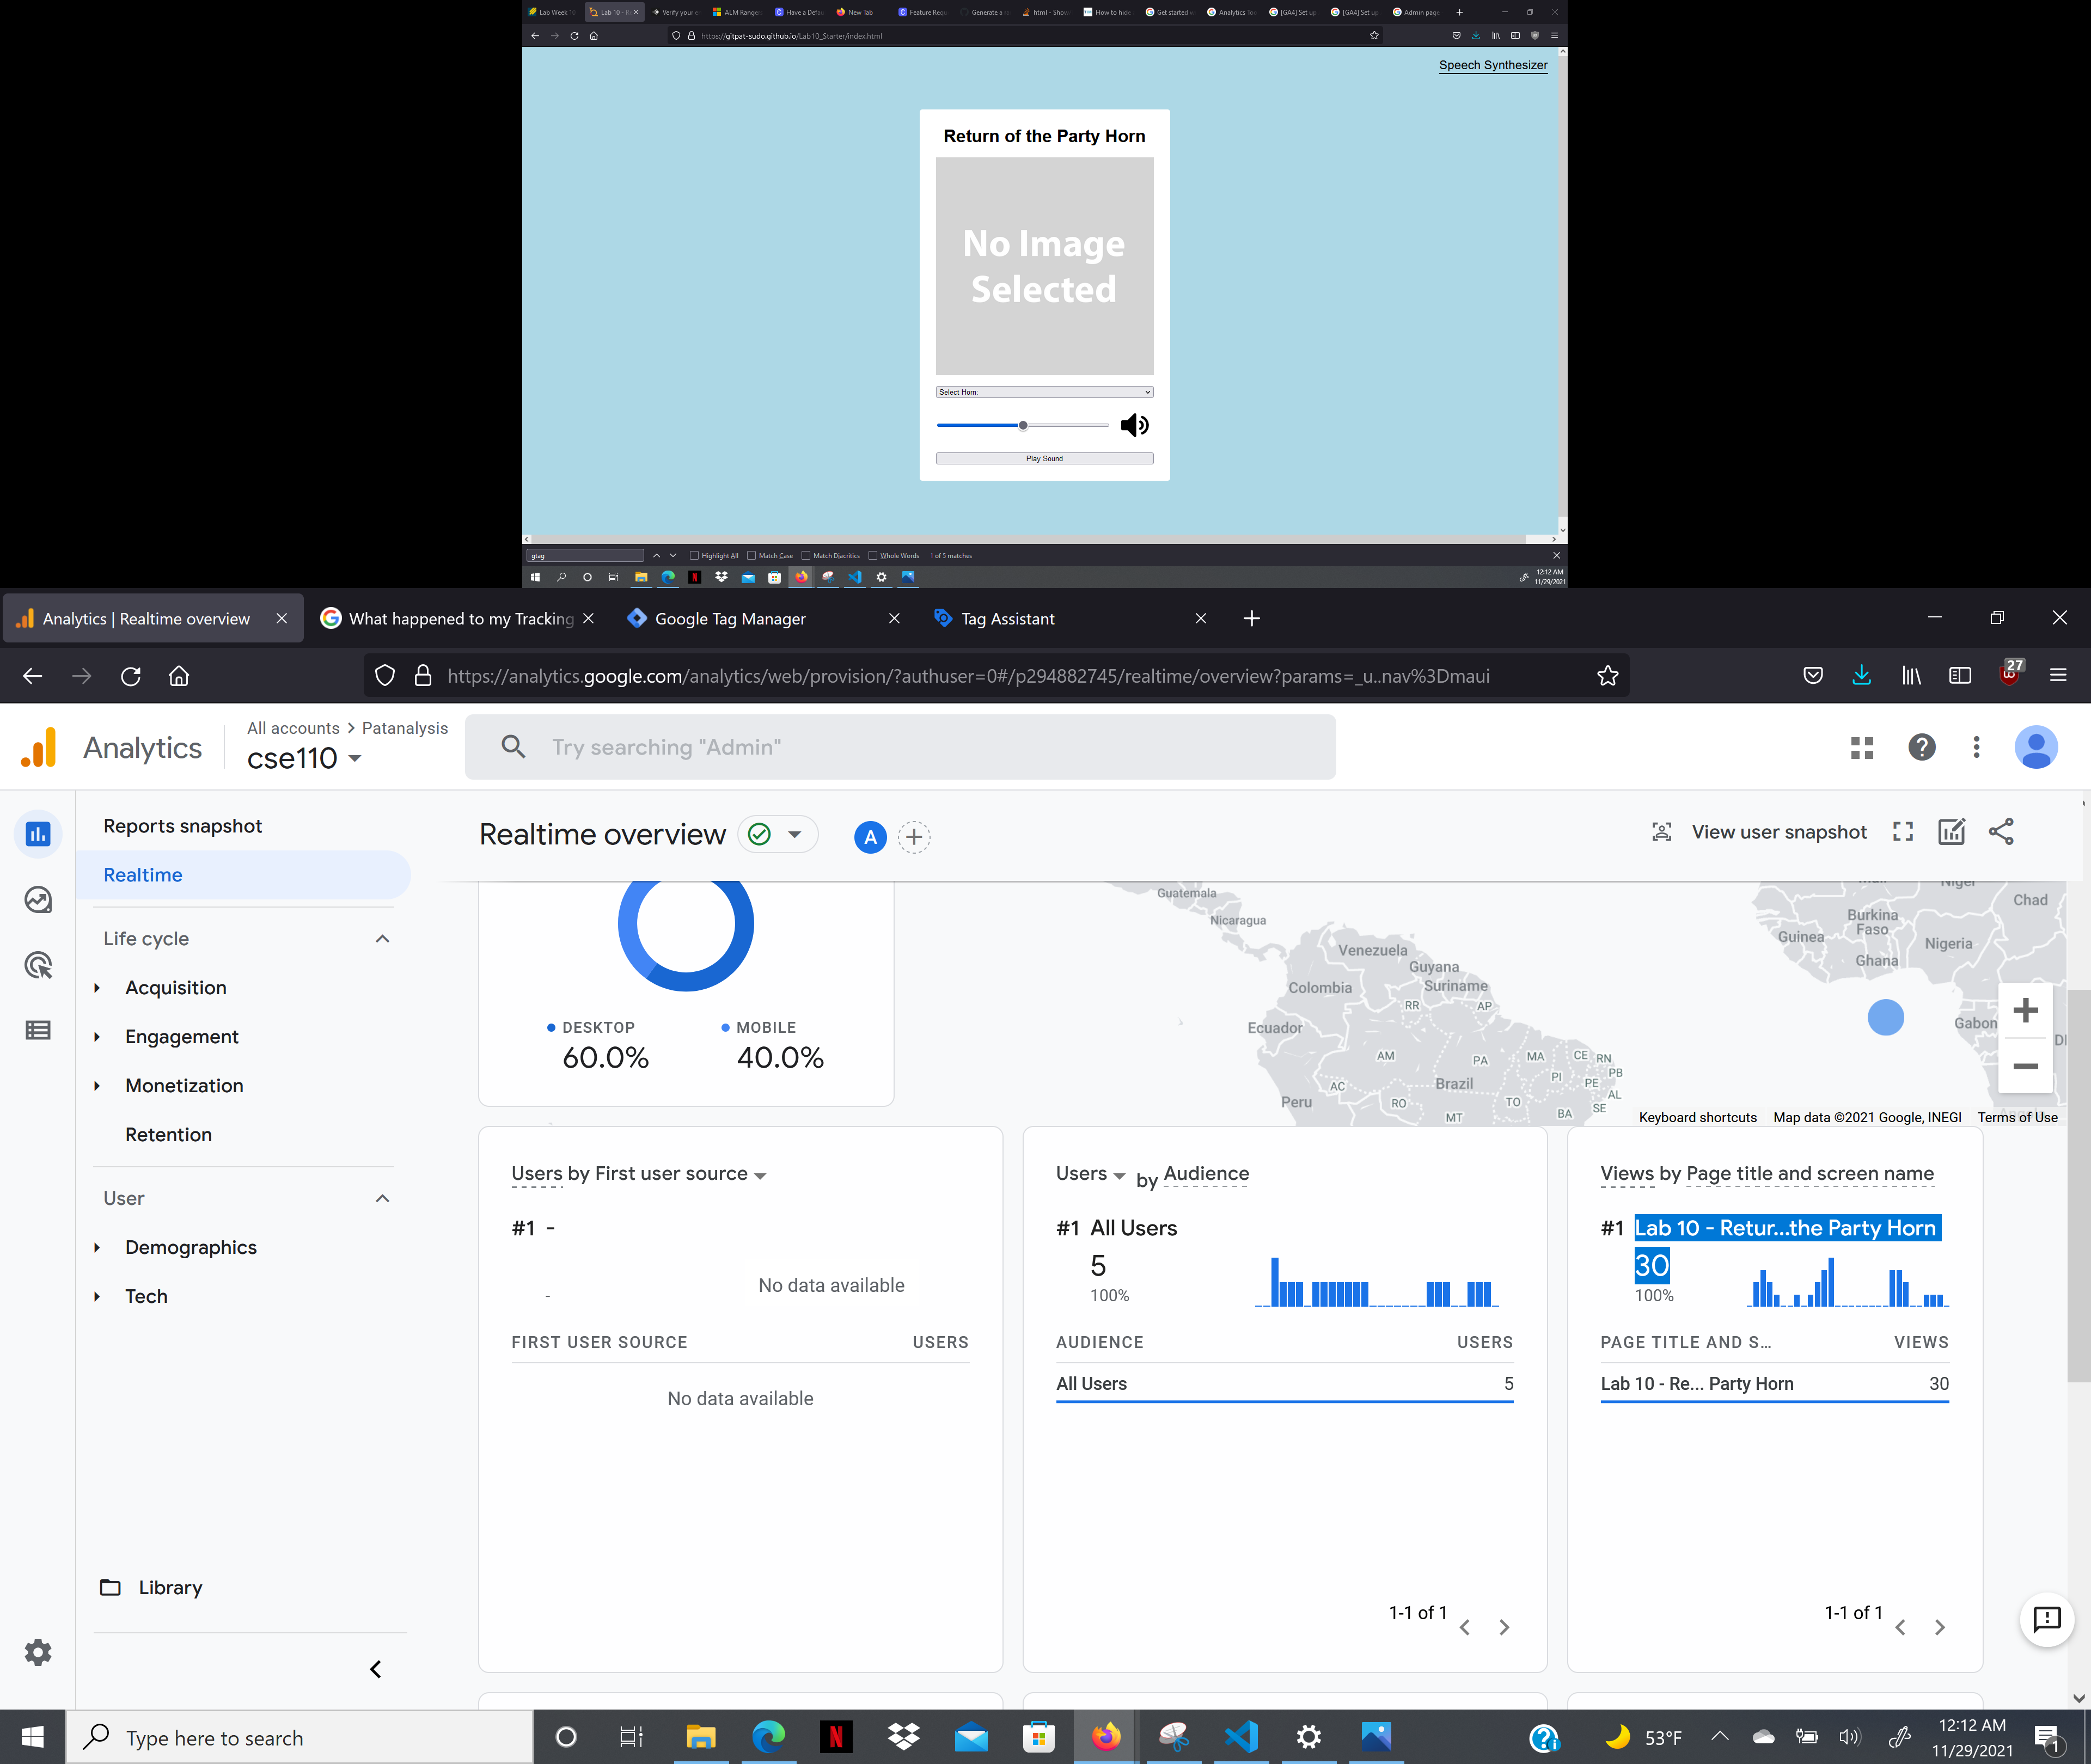 Lab Week 10
Lab 10 - R
Verify your e
ALM Ranger
Have a Defa
New Tab
Feature Requ
Generate a c
html - Show
How to hide
Get started w
Analytics Too
[GA4] Set up
[GA4] Set up
Admin page
https://gitpat-sudo.github.io/Lab10_Starter/index.html
Speech Synthesizer
Return of the Party Horn
No Image
Selected
Select Horn:
Play Sound
gtag
Highlight All
Match Case
Match Diacritics
Whole Words
1 of 5 matches
12:12 AM
11/29/2021
Analytics | Realtime overview
What happened to my Tracking
Google Tag Manager
Tag Assistant
https://analytics.google.com/analytics/web/provision/?authuser=0#/p294882745/realtime/overview?params=_u..nav%3Dmaui
27
Analytics
All accounts > Patanalysis
cse110
Try searching "Admin"
Reports snapshot
Realtime
Life cycle
Acquisition
Engagement
Monetization
Retention
User
Demographics
Tech
Library
Realtime overview
A
View user snapshot
DESKTOP
60.0%
MOBILE
40.0%
Guatemala
Nicaragua
Venezuela
Guyana
Suriname
Colombia
RR
AP
Ecuador
AM
PA
MA
CE
RN
PB
PI
PE
AL
AC
Brazil
TO
SE
RO
BA
Peru
MT
Niger
Chad
Burkina
Faso
Guinea
Nigeria
Ghana
Gabon
Keyboard shortcuts
Map data ©2021 Google, INEGI
Terms of Use
Users by First user source
#1 -
-
No data available
FIRST USER SOURCE
USERS
No data available
Users by Audience
#1 All Users
5
100%
AUDIENCE
USERS
All Users
5
1-1 of 1
Views by Page title and screen name
#1 Lab 10 - Retur...the Party Horn
30
100%
PAGE TITLE AND S...
VIEWS
Lab 10 - Re... Party Horn
30
1-1 of 1
Type here to search
53°F
12:12 AM
11/29/2021
1